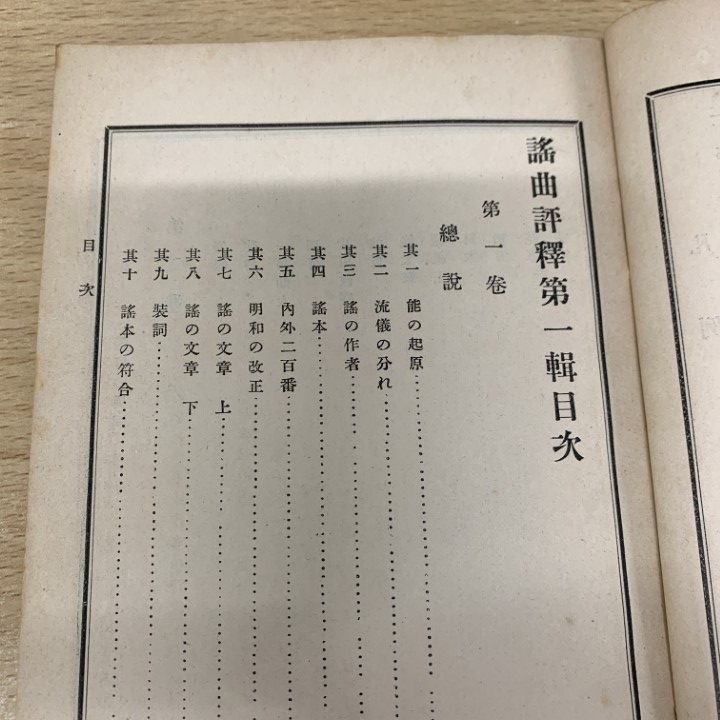 謠曲評釋第一輯目次
第一卷
總說
其一 能の起原
其二 流儀の分れ
其三 謠の作者
其四 謠本
其五 內外二百番
其六 明和の改正
其七 謠の文章 上
其八 謠の文章 下
其九 裝詞
其十 謠本の符合
目次